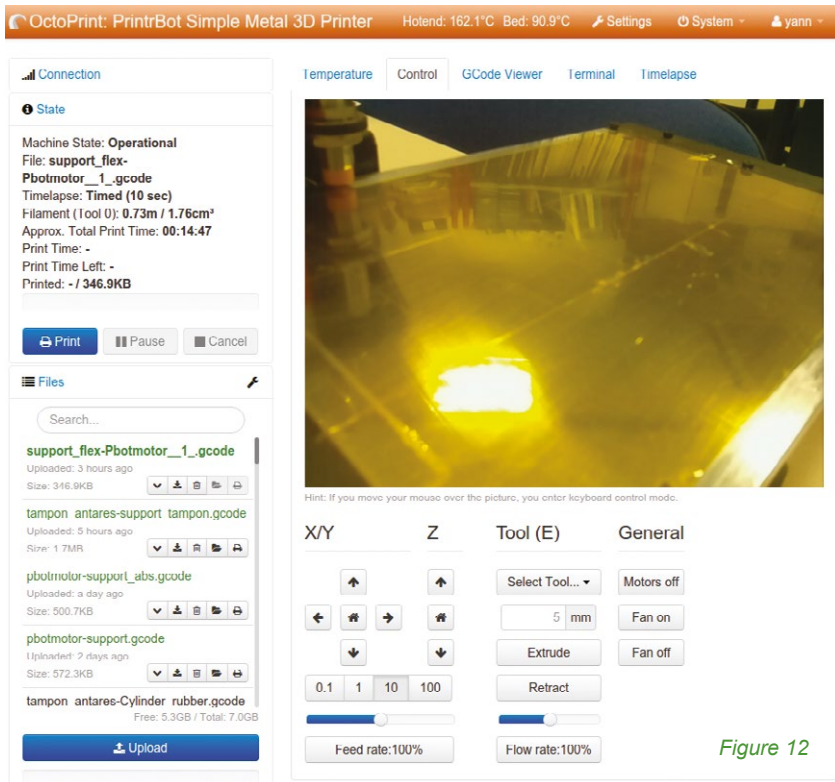 OctoPrint: PrintrBot Simple Metal 3D Printer Hotend: 162.1°C Bed: 90.9°C Settings System yann
Connection
State
Machine State: Operational
File: support_flex-
Pbotmotor__1_.gcode
Timelapse: Timed (10 sec)
Filament (Tool 0): 0.73m / 1.76cm³
Approx. Total Print Time: 00:14:47
Print Time: -
Print Time Left: -
Printed: - / 346.9KB
Print Pause Cancel
Files
Search...
support_flex-Pbotmotor__1_.gcode
Uploaded: 3 hours ago
Size: 346.9KB
tampon antares-support tampon.gcode
Uploaded: 5 hours ago
Size: 1.7MB
pbotmotor-support_abs.gcode
Uploaded: a day ago
Size: 500.7KB
pbotmotor-support.gcode
Uploaded: 2 days ago
Size: 572.3KB
tampon antares-Cylinder rubber.gcode
Free: 5.3GB / Total: 7.0GB
Upload
Temperature Control GCode Viewer Terminal Timelapse
Hint: If you move your mouse over the picture, you enter keyboard control mode.
X/Y Z Tool (E) General
Select Tool... Motors off
5 mm Fan on
Extrude Fan off
0.1 1 10 100 Retract
Feed rate:100% Flow rate:100%
Figure 12